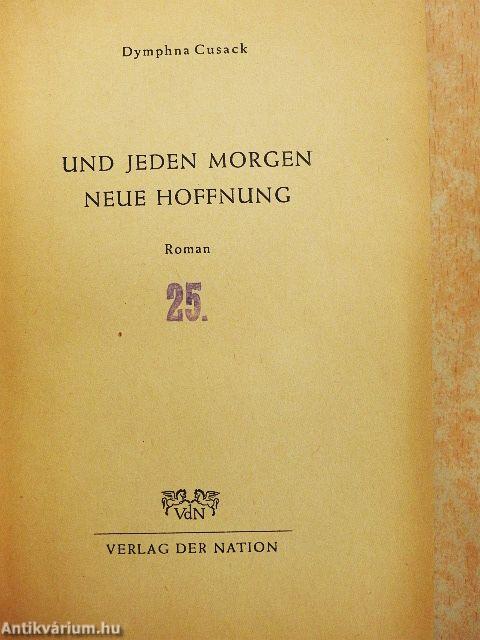 Dymphna Cusack
UND JEDEN MORGEN
NEUE HOFFNUNG
Roman
25.
VdN
VERLAG DER NATION
Antikvárium.hu